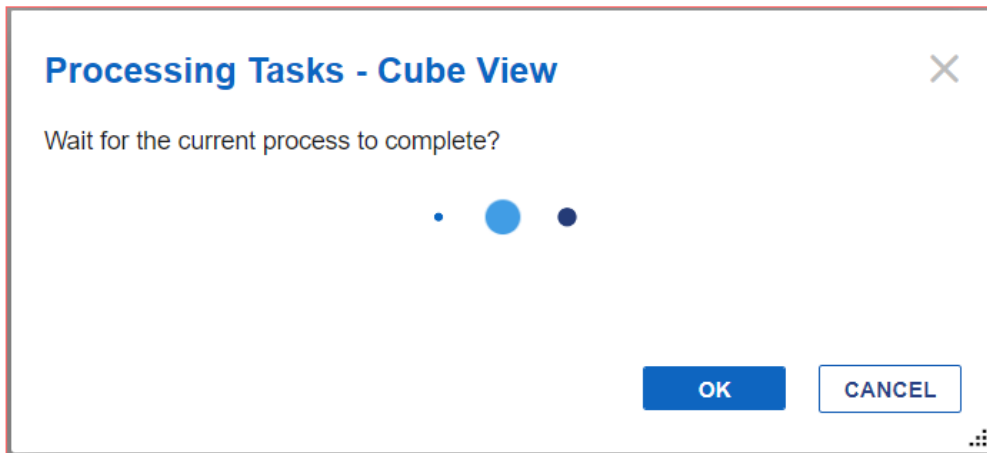 Processing Tasks - Cube View
Wait for the current process to complete?
OK
CANCEL